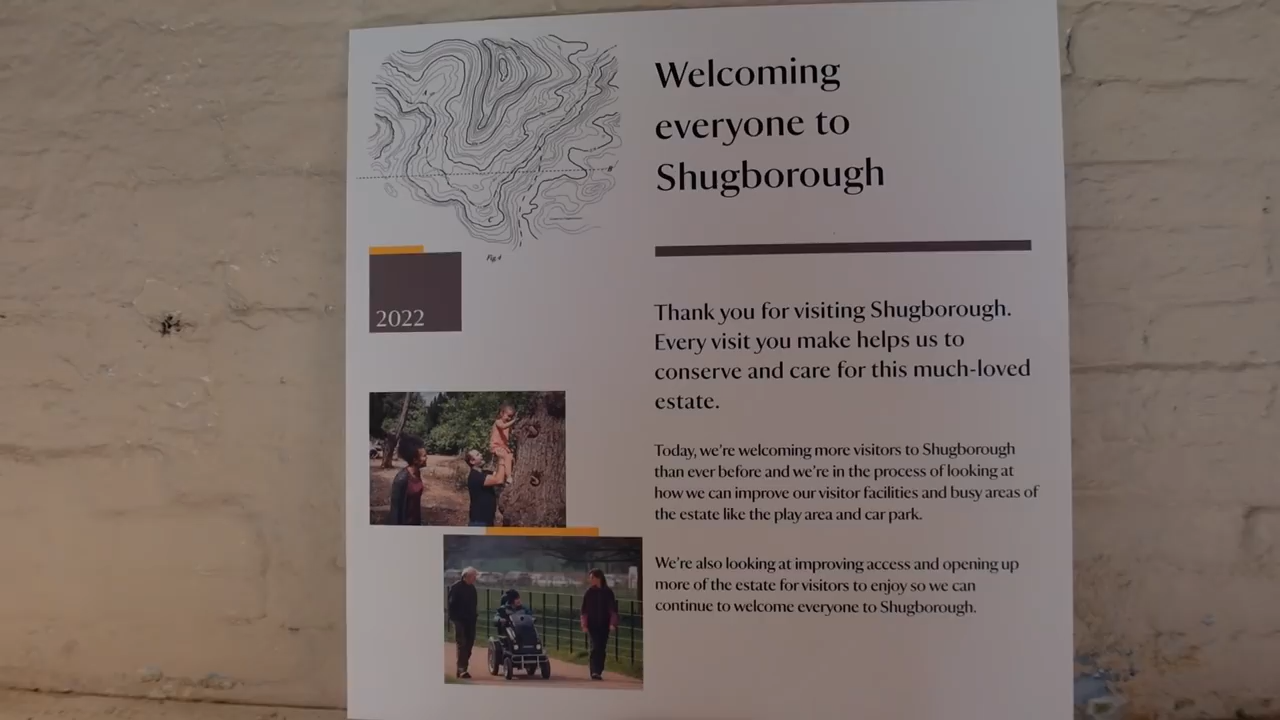 Welcoming
everyone to
Shugborough
Fig. 4
2022
Thank you for visiting Shugborough.
Every visit you make helps us to
conserve and care for this much-loved
estate.
Today, we're welcoming more visitors to Shugborough
than ever before and we're in the process of looking at
how we can improve our visitor facilities and busy areas of
the estate like the play area and car park.
We're also looking at improving access and opening up
more of the estate for visitors to enjoy so we can
continue to welcome everyone to Shugborough.